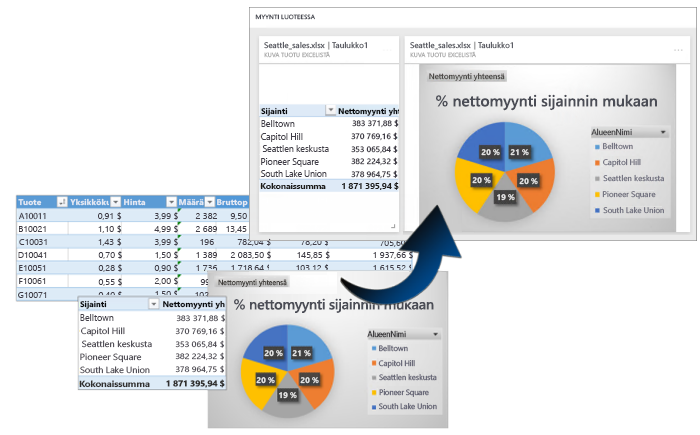 MYYNTI LUOTEESSA
Seattle_sales.xlsx | Taulukko1
KUVA TUOTU EXCELISTÄ
Sijainti Nettomyynti yht
Belltown 383 371,88 $
Capitol Hill 370 769,16 $
Seattlen keskusta 353 065,84 $
Pioneer Square 382 224,32 $
South Lake Union 378 964,75 $
Kokonaissumma 1 871 395,94 $
Seattle_sales.xlsx | Taulukko1
KUVA TUOTU EXCELISTÄ
Nettomyynti yhteensä
% nettomyynti sijainnin mukaan
20 % 21 %
20 % 20 %
19 %
AlueenNimi
Belltown
Capitol Hill
Seattlen keskusta
Pioneer Square
South Lake Union
Tuote Yksikköku Hinta Määrä Bruttop
A10011 0,91 $ 3,99 $ 2 382 9,50
B10021 1,10 $ 4,99 $ 2 689 13,45
C10031 1,43 $ 3,99 $ 196 782,04 $ 78,20 $ 705,60
D10041 0,70 $ 1,50 $ 1 389 2 083,50 $ 145,85 $ 1 937,66 $
E10051 0,28 $ 0,90 $ 1 736 1 718,64 $ 103,12 $ 1 615,52 $
F10061 0,55 $ 2,00 $ 99
G10071 0,40 $ 1,50 $ 103
Sijainti Nettomyynti yh
Belltown 383 371,88 $
Capitol Hill 370 769,16 $
Seattlen keskusta 353 065,84 $
Pioneer Square 382 224,32 $
South Lake Union 378 964,75 $
Kokonaissumma 1 871 395,94 $
Nettomyynti yhteensä
% nettomyynti sijainnin mukaan
20 % 21 %
20 % 20 %
19 %
AlueenNimi
Belltown
Capitol Hill
Seattlen keskusta
Pioneer Square
South Lake Union